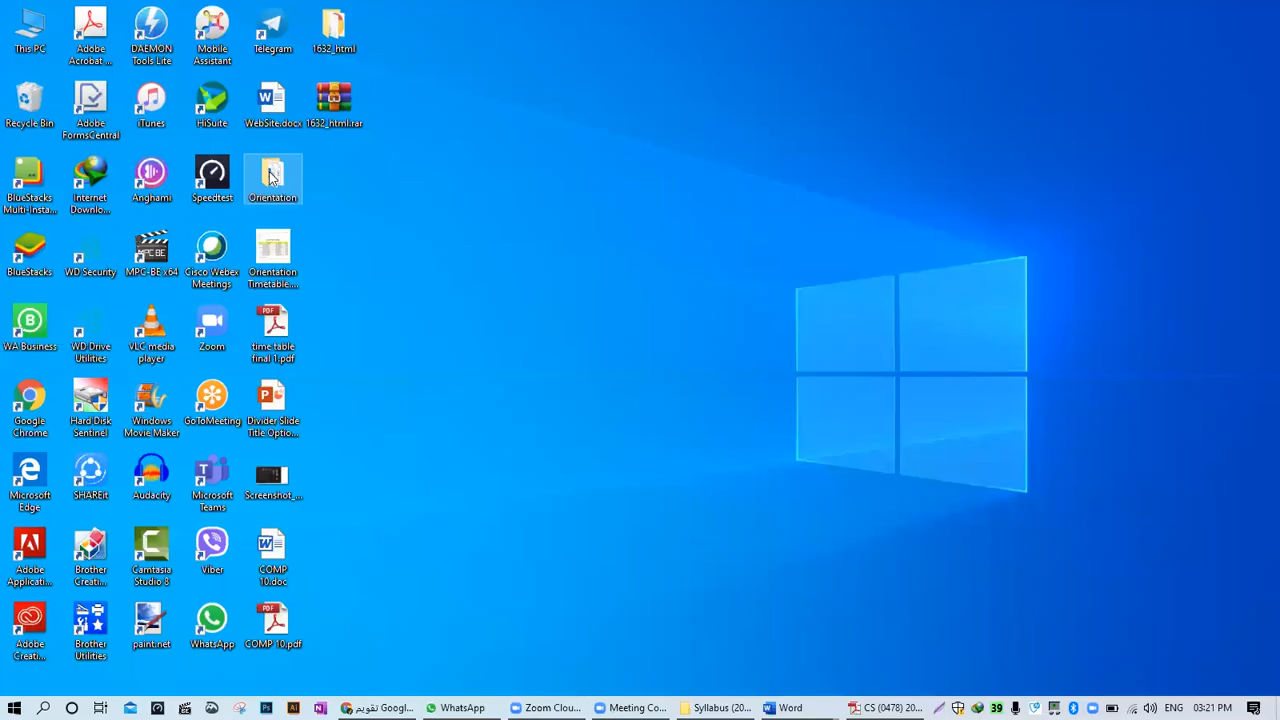 This PC
Adobe
Acrobat ...
DAEMON
Tools Lite
Mobile
Assistant
Telegram
1632_html
Recycle Bin
Adobe
FormsCentral
iTunes
HiSuite
WebSite.docx
1632_html.rar
BlueStacks
Multi-Insta...
Internet
Downlo...
Anghami
Speedtest
Orientation
BlueStacks
WD Security
MPC-BE x64
Cisco Webex
Meetings
Orientation
Timetable....
WA Business
WD Drive
Utilities
VLC media
player
Zoom
time table
final 1.pdf
Google
Chrome
Hard Disk
Sentinel
Windows
Movie Maker
GoToMeeting
Divider Slide
Title Optio...
Microsoft
Edge
SHAREit
Audacity
Microsoft
Teams
Screenshot_...
Adobe
Applicati...
Brother
Creati...
Camtasia
Studio 8
Viber
COMP
10.doc
Adobe
Creati...
Brother
Utilities
paint.net
WhatsApp
COMP 10.pdf
تقويم Googl...
WhatsApp
Zoom Clou...
Meeting Co...
Syllabus (20...
Word
CS (0478) 20...
39
ENG
03:21 PM